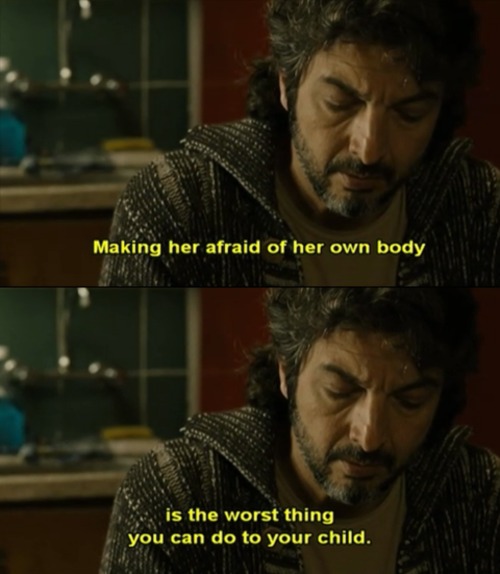 Making her afraid of her own body
is the worst thing
you can do to your child.